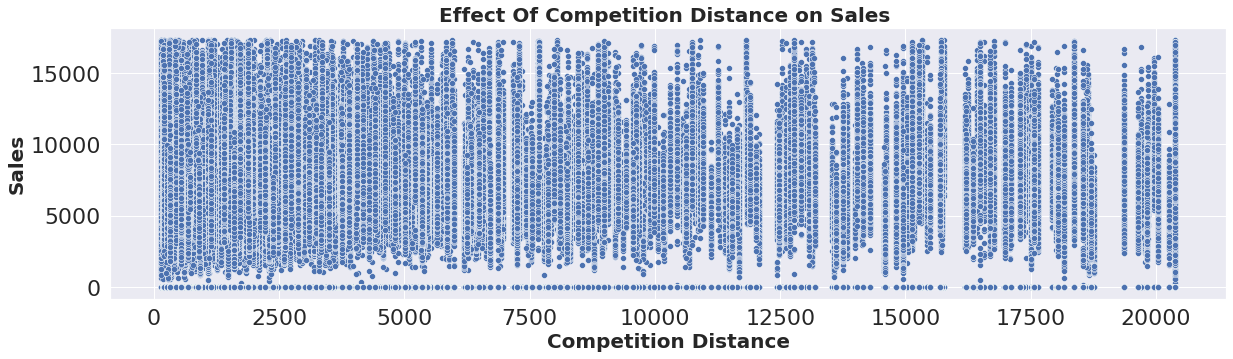 Effect Of Competition Distance on Sales
Sales
15000
10000
5000
0
0 2500 5000 7500 10000 12500 15000 17500 20000
Competition Distance